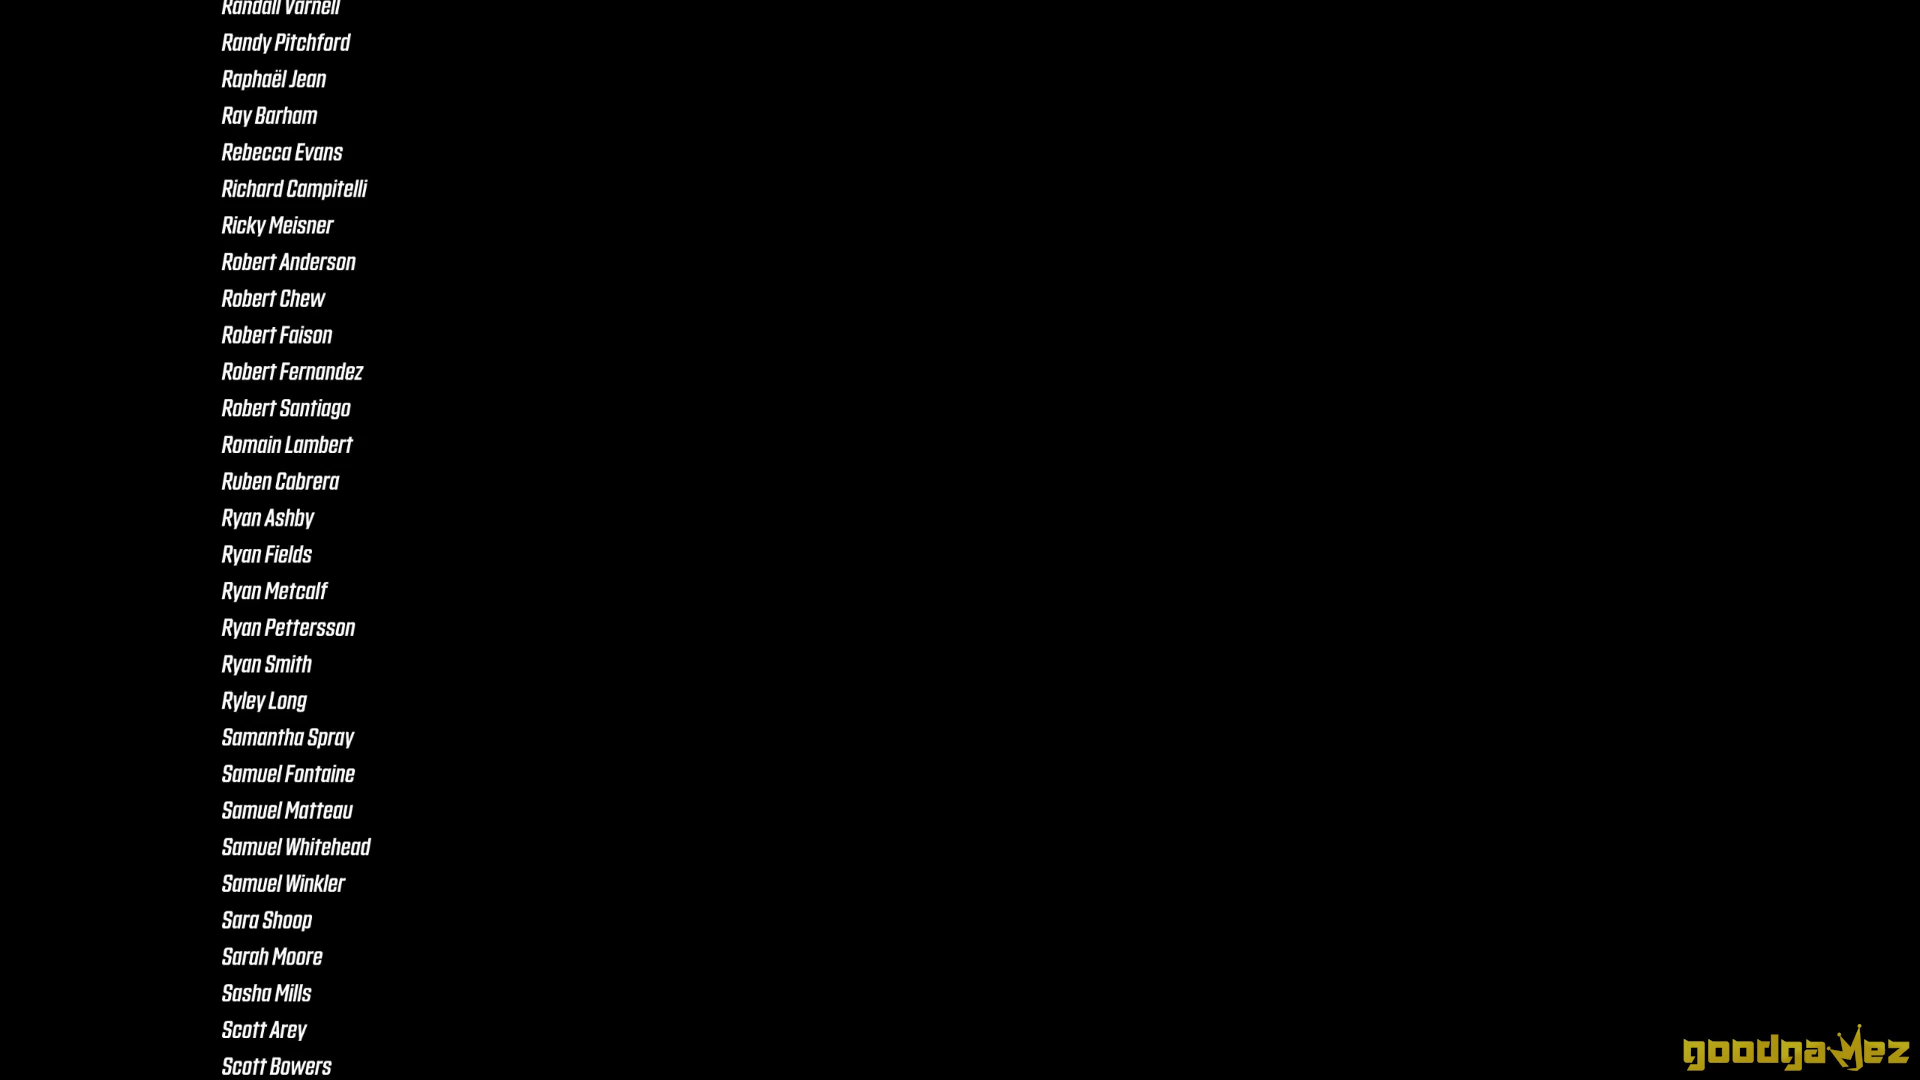 Randall Varnell
Randy Pitchford
Raphaël Jean
Ray Barham
Rebecca Evans
Richard Campitelli
Ricky Meisner
Robert Anderson
Robert Chew
Robert Faison
Robert Fernandez
Robert Santiago
Romain Lambert
Ruben Cabrera
Ryan Ashby
Ryan Fields
Ryan Metcalf
Ryan Pettersson
Ryan Smith
Ryley Long
Samantha Spray
Samuel Fontaine
Samuel Matteau
Samuel Whitehead
Samuel Winkler
Sara Shoop
Sarah Moore
Sasha Mills
Scott Arey
Scott Bowers
goodgamez